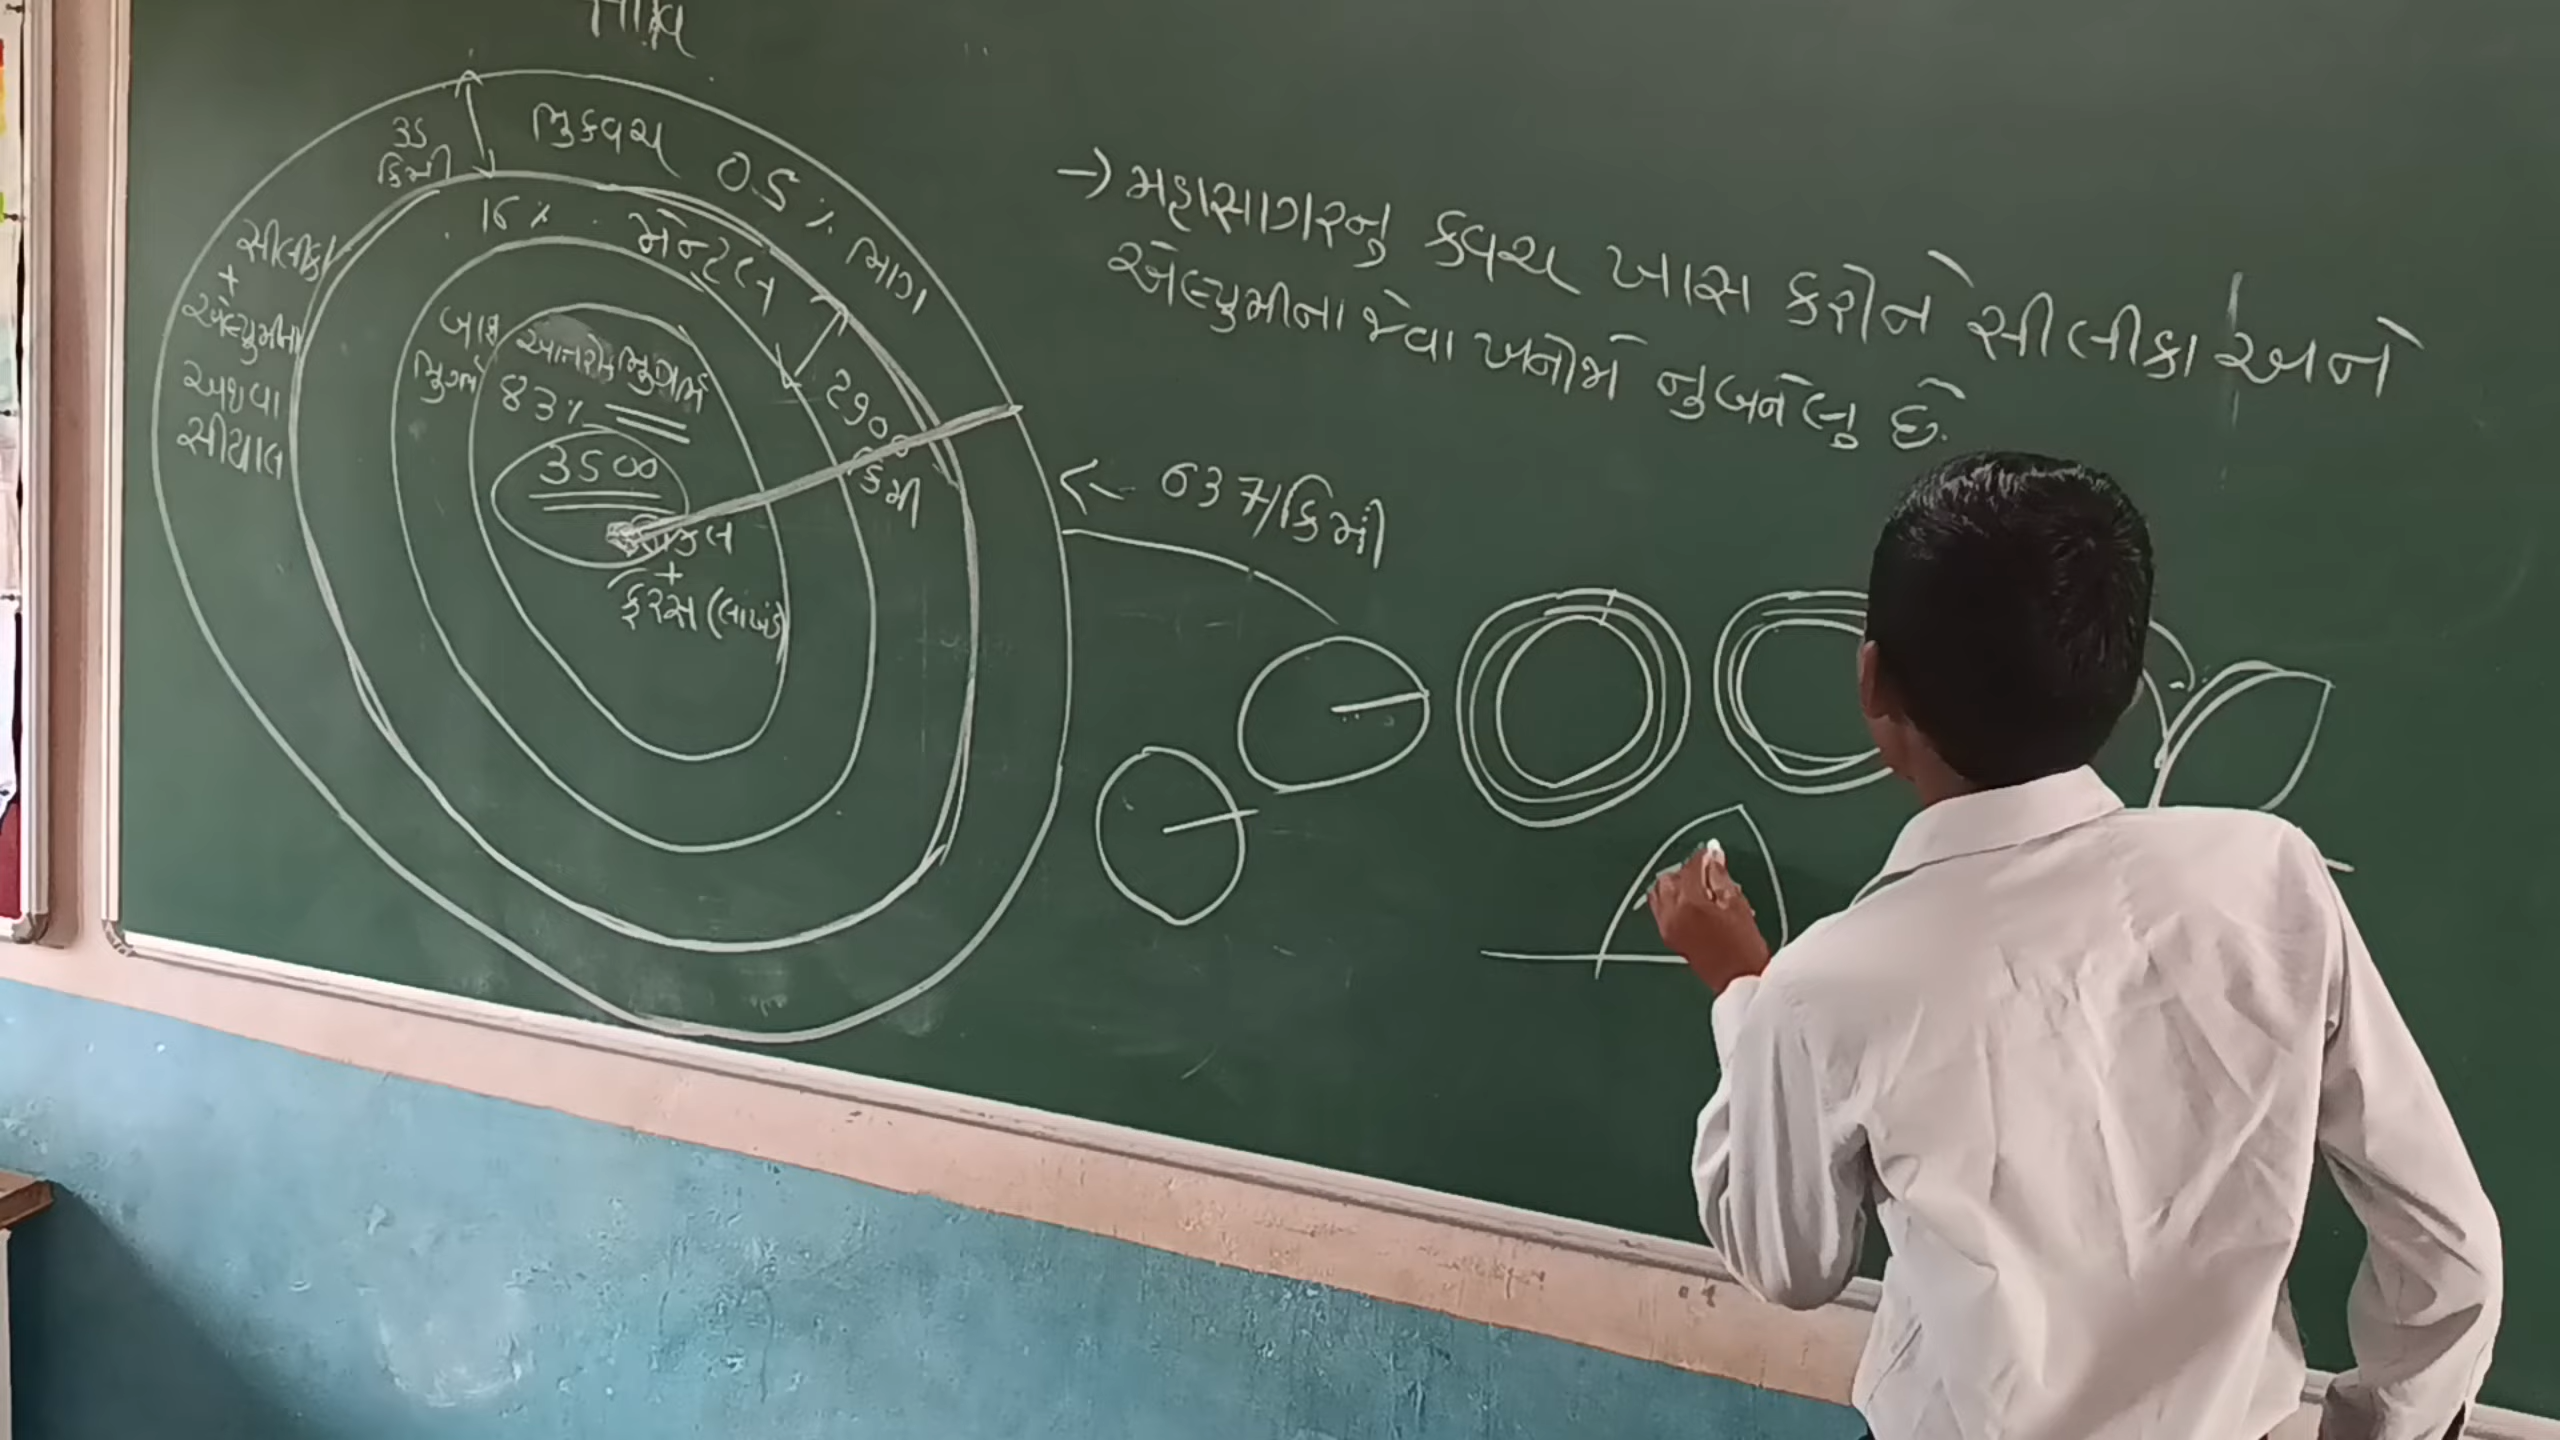 35
કિમી
ભુકવચ 0.5 % ભાગ
16 %
મેન્ટલ
સીલીકા
+
એલ્યુમીના
અથવા
સીયાલ
બાહ્ય
ભુગર્ભ
આન્તરીક ભુગર્ભ
83%
3500
નિકલ
+
ફેરસ (લોખંડ
2900
કિમી
→ મહાસાગરનુ કવચ ખાસ કરીને સીલીકા અને
એલ્યુમીના જેવા ખનીજો નુ બનેલુ છે.
← 6371 કિમી